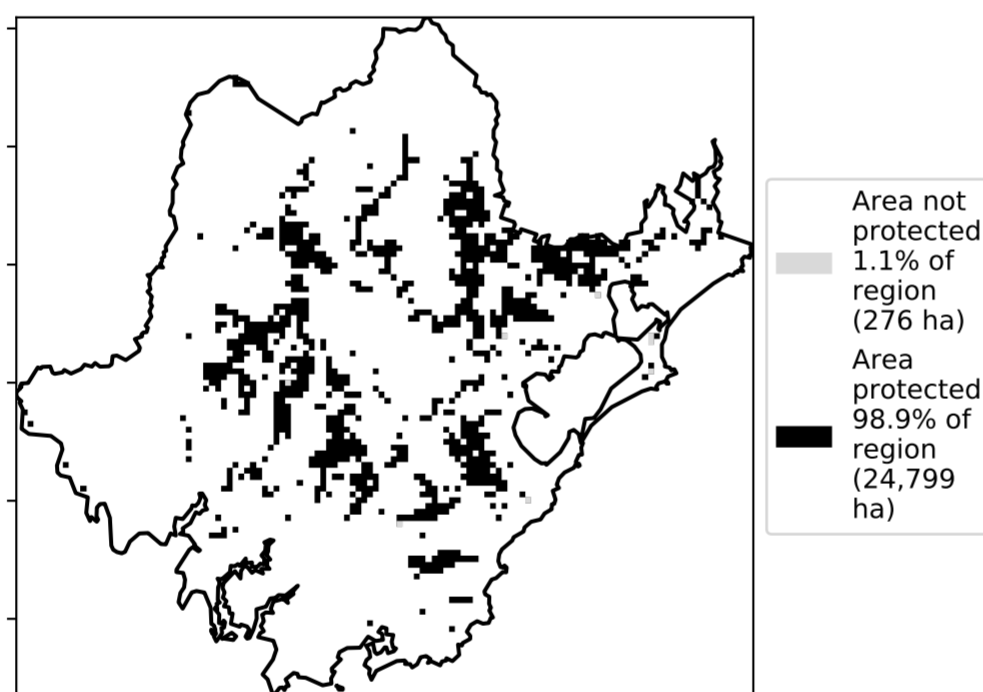 Area not
protected
1.1% of
region
(276 ha)
Area
protected
98.9% of
region
(24,799
ha)